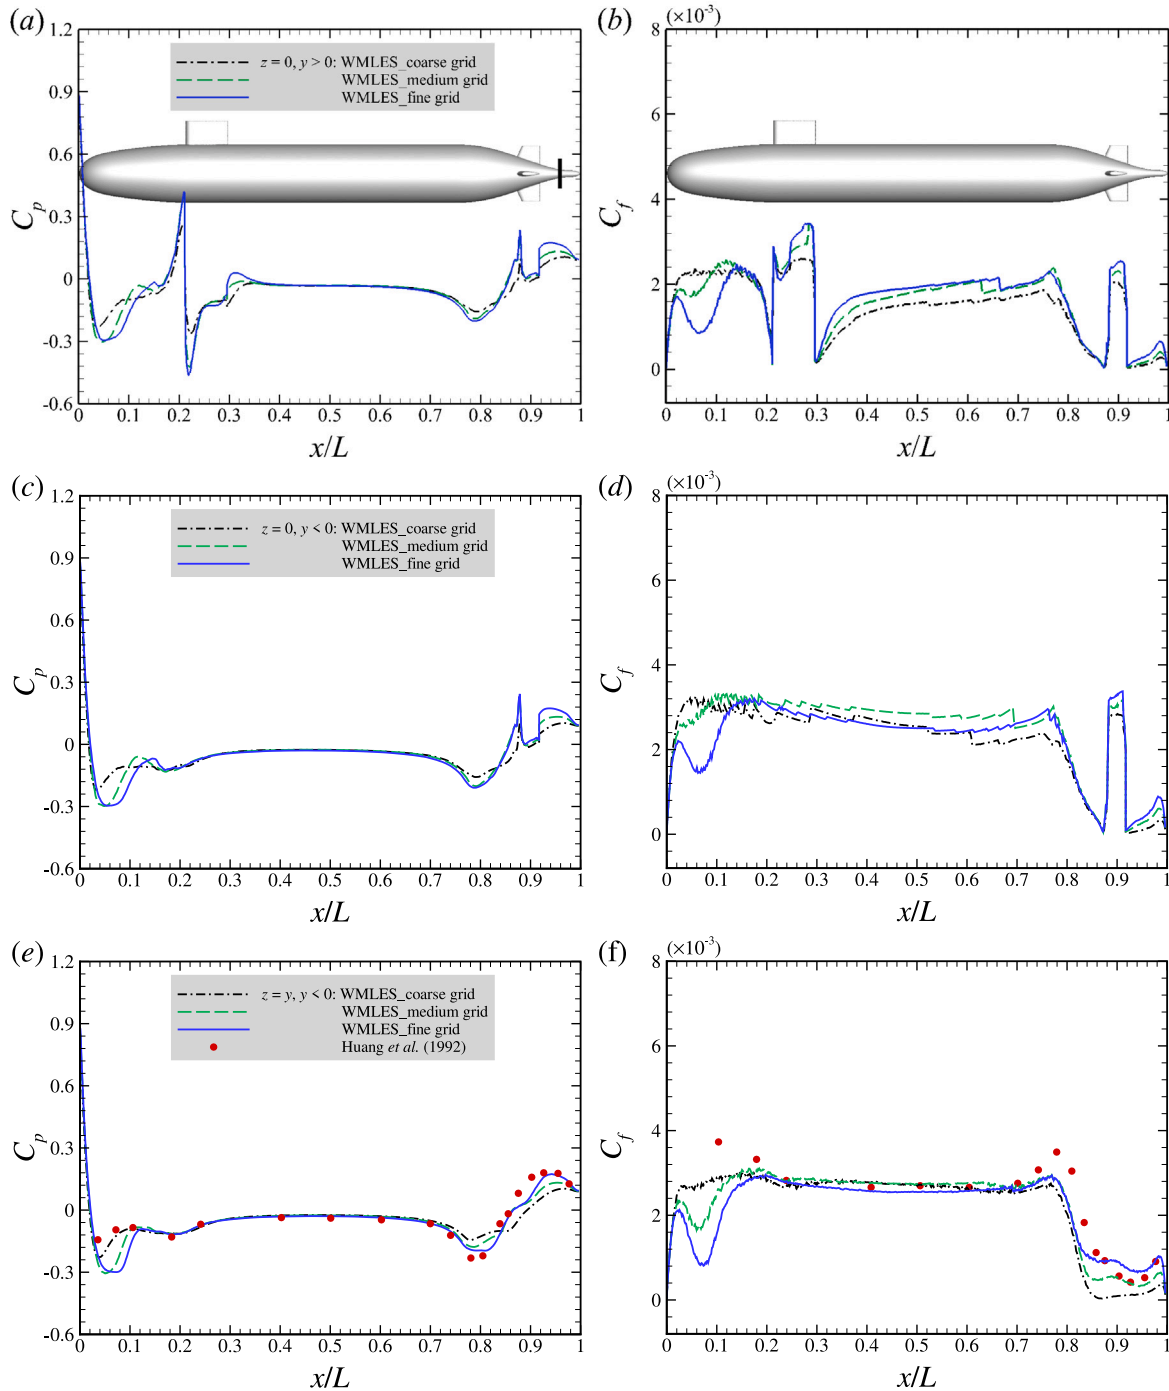 (a)
1.2
0.9
0.6
0.3
0
-0.3
-0.6
Cp
z = 0, y > 0: WMLES_coarse grid
WMLES_medium grid
WMLES_fine grid
0 0.1 0.2 0.3 0.4 0.5 0.6 0.7 0.8 0.9 1
x/L
(b)
(×10⁻³)
8
6
4
2
0
Cf
0 0.1 0.2 0.3 0.4 0.5 0.6 0.7 0.8 0.9 1
x/L
(c)
1.2
0.9
0.6
0.3
0
-0.3
-0.6
Cp
z = 0, y < 0: WMLES_coarse grid
WMLES_medium grid
WMLES_fine grid
0 0.1 0.2 0.3 0.4 0.5 0.6 0.7 0.8 0.9 1
x/L
(d)
(×10⁻³)
8
6
4
2
0
Cf
0 0.1 0.2 0.3 0.4 0.5 0.6 0.7 0.8 0.9 1
x/L
(e)
1.2
0.9
0.6
0.3
0
-0.3
-0.6
Cp
z = y, y < 0: WMLES_coarse grid
WMLES_medium grid
WMLES_fine grid
Huang et al. (1992)
0 0.1 0.2 0.3 0.4 0.5 0.6 0.7 0.8 0.9 1
x/L
(f)
(×10⁻³)
8
6
4
2
0
Cf
0 0.1 0.2 0.3 0.4 0.5 0.6 0.7 0.8 0.9 1
x/L